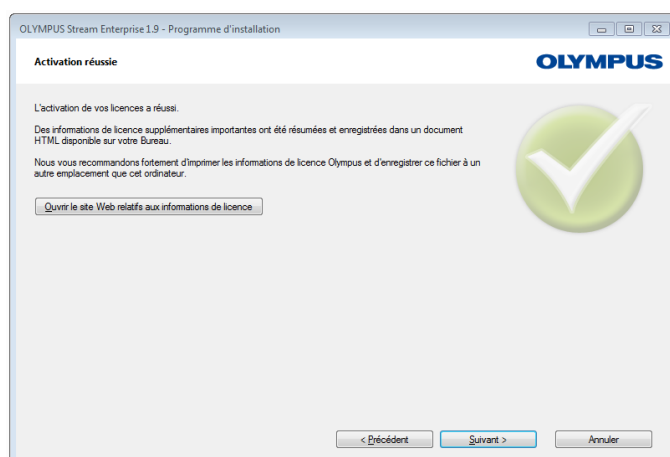 OLYMPUS Stream Enterprise 1.9 - Programme d'installation
Activation réussie
OLYMPUS
L'activation de vos licences a réussi.
Des informations de licence supplémentaires importantes ont été résumées et enregistrées dans un document
HTML disponible sur votre Bureau.
Nous vous recommandons fortement d'imprimer les informations de licence Olympus et d'enregistrer ce fichier à un
autre emplacement que cet ordinateur.
Ouvrir le site Web relatifs aux informations de licence
< Précédent
Suivant >
Annuler